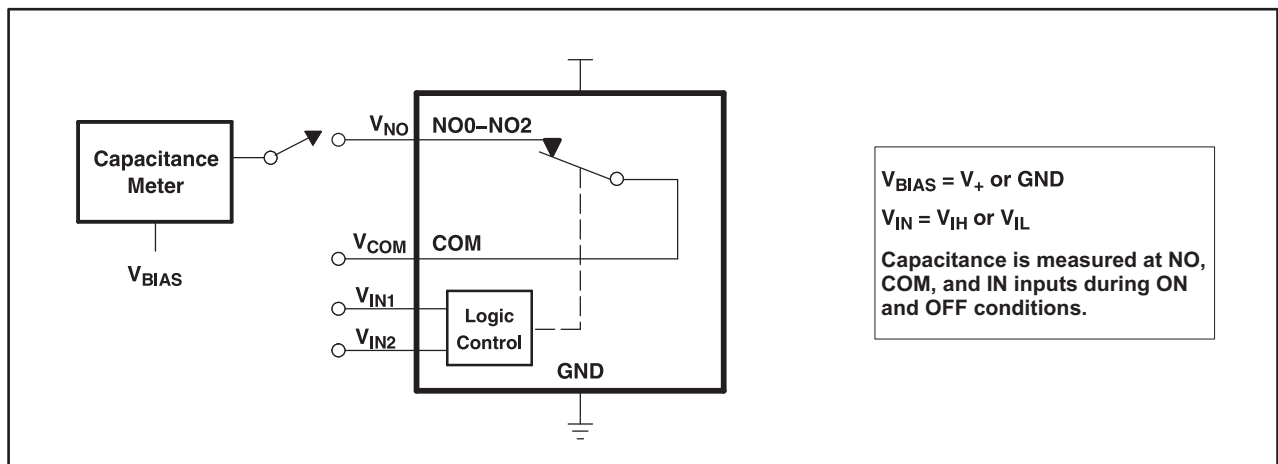 V_NO NO0–NO2
Capacitance
Meter
V_BIAS
V_COM COM
V_IN1
V_IN2
Logic
Control
GND
V_BIAS = V_+ or GND
V_IN = V_IH or V_IL
Capacitance is measured at NO,
COM, and IN inputs during ON
and OFF conditions.